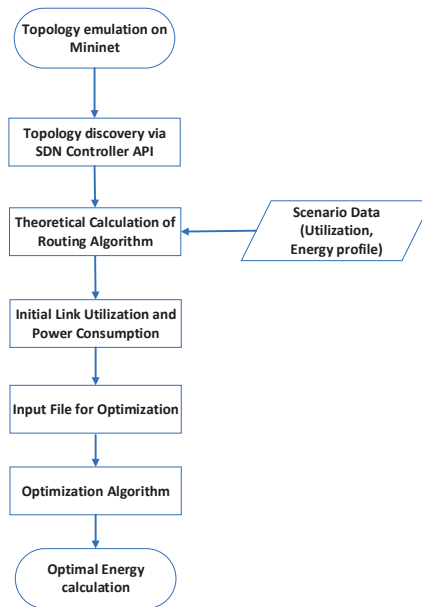 Topology emulation on
Mininet
Topology discovery via
SDN Controller API
Theoretical Calculation of
Routing Algorithm
Scenario Data
(Utilization,
Energy profile)
Initial Link Utilization and
Power Consumption
Input File for Optimization
Optimization Algorithm
Optimal Energy
calculation